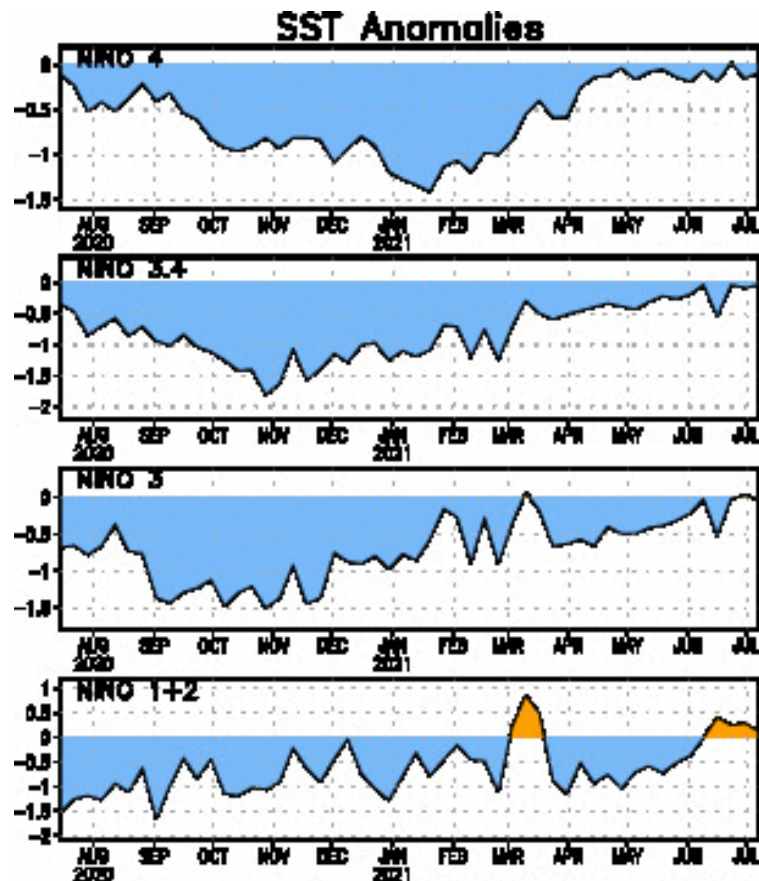 SST Anomalies
NINO 4
0
-0.5
-1
-1.5
AUG SEP OCT NOV DEC JAN FEB MAR APR MAY JUN JUL
2020 2021
NINO 3.4
0
-0.5
-1
-1.5
-2
AUG SEP OCT NOV DEC JAN FEB MAR APR MAY JUN JUL
2020 2021
NINO 3
0
-0.5
-1
-1.5
AUG SEP OCT NOV DEC JAN FEB MAR APR MAY JUN JUL
2020 2021
NINO 1+2
1
0.5
0
-0.5
-1
-1.5
-2
AUG SEP OCT NOV DEC JAN FEB MAR APR MAY JUN JUL
2020 2021